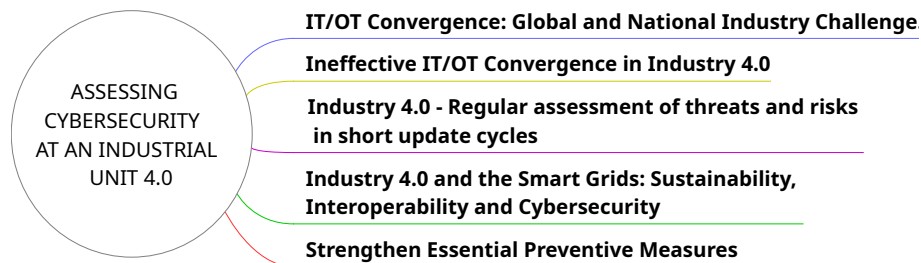 ASSESSING
CYBERSECURITY
AT AN INDUSTRIAL
UNIT 4.0
IT/OT Convergence: Global and National Industry Challenge
Ineffective IT/OT Convergence in Industry 4.0
Industry 4.0 - Regular assessment of threats and risks
in short update cycles
Industry 4.0 and the Smart Grids: Sustainability,
Interoperability and Cybersecurity
Strengthen Essential Preventive Measures